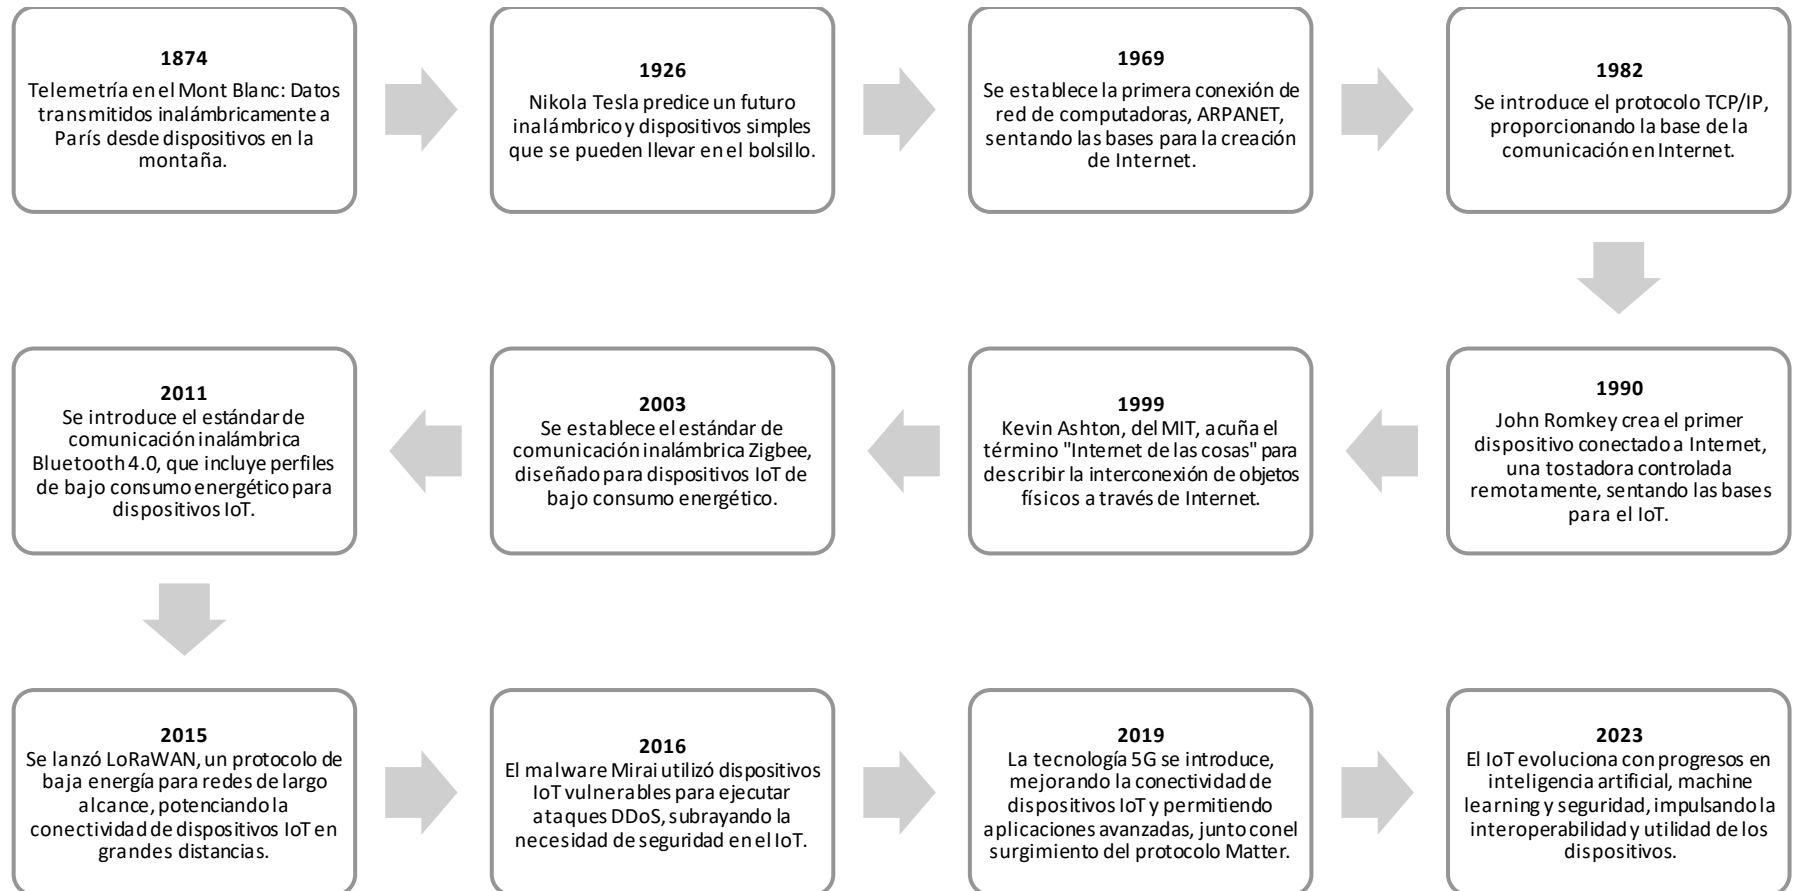 1874
Telemetría en el Mont Blanc: Datos
transmitidos inalámbricamente a
París desde dispositivos en la
montaña.
1926
Nikola Tesla predice un futuro
inalámbrico y dispositivos simples
que se pueden llevar en el bolsillo.
1969
Se establece la primera conexión de
red de computadoras, ARPANET,
sentando las bases para la creación
de Internet.
1982
Se introduce el protocolo TCP/IP,
proporcionando la base de la
comunicación en Internet.
1990
John Romkey crea el primer
dispositivo conectado a Internet,
una tostadora controlada
remotamente, sentando las bases
para el IoT.
1999
Kevin Ashton, del MIT, acuña el
término "Internet de las cosas" para
describir la interconexión de objetos
físicos a través de Internet.
2003
Se establece el estándar de
comunicación inalámbrica Zigbee,
diseñado para dispositivos IoT de
bajo consumo energético.
2011
Se introduce el estándar de
comunicación inalámbrica
Bluetooth 4.0, que incluye perfiles
de bajo consumo energético para
dispositivos IoT.
2015
Se lanzó LoRaWAN, un protocolo de
baja energía para redes de largo
alcance, potenciando la
conectividad de dispositivos IoT en
grandes distancias.
2016
El malware Mirai utilizó dispositivos
IoT vulnerables para ejecutar
ataques DDoS, subrayando la
necesidad de seguridad en el IoT.
2019
La tecnología 5G se introduce,
mejorando la conectividad de
dispositivos IoT y permitiendo
aplicaciones avanzadas, junto con el
surgimiento del protocolo Matter.
2023
El IoT evoluciona con progresos en
inteligencia artificial, machine
learning y seguridad, impulsando la
interoperabilidad y utilidad de los
dispositivos.